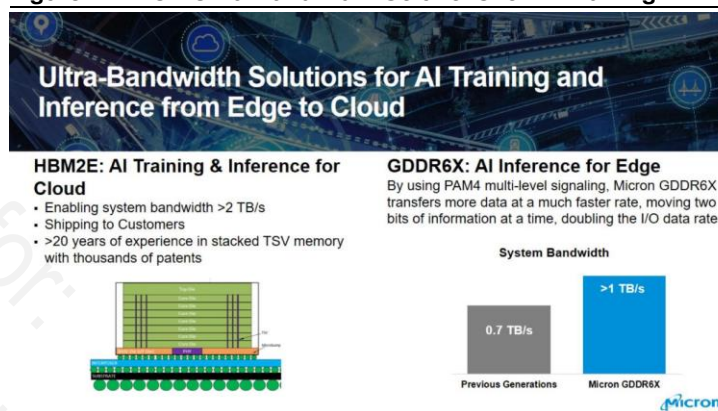 Ultra-Bandwidth Solutions for AI Training and
Inference from Edge to Cloud
HBM2E: AI Training & Inference for
Cloud
▪ Enabling system bandwidth >2 TB/s
▪ Shipping to Customers
▪ >20 years of experience in stacked TSV memory
with thousands of patents
GDDR6X: AI Inference for Edge
By using PAM4 multi-level signaling, Micron GDDR6X
transfers more data at a much faster rate, moving two
bits of information at a time, doubling the I/O data rate
System Bandwidth
0.7 TB/s
>1 TB/s
Previous Generations
Micron GDDR6X
PHY
SUBSTRATE
Micron